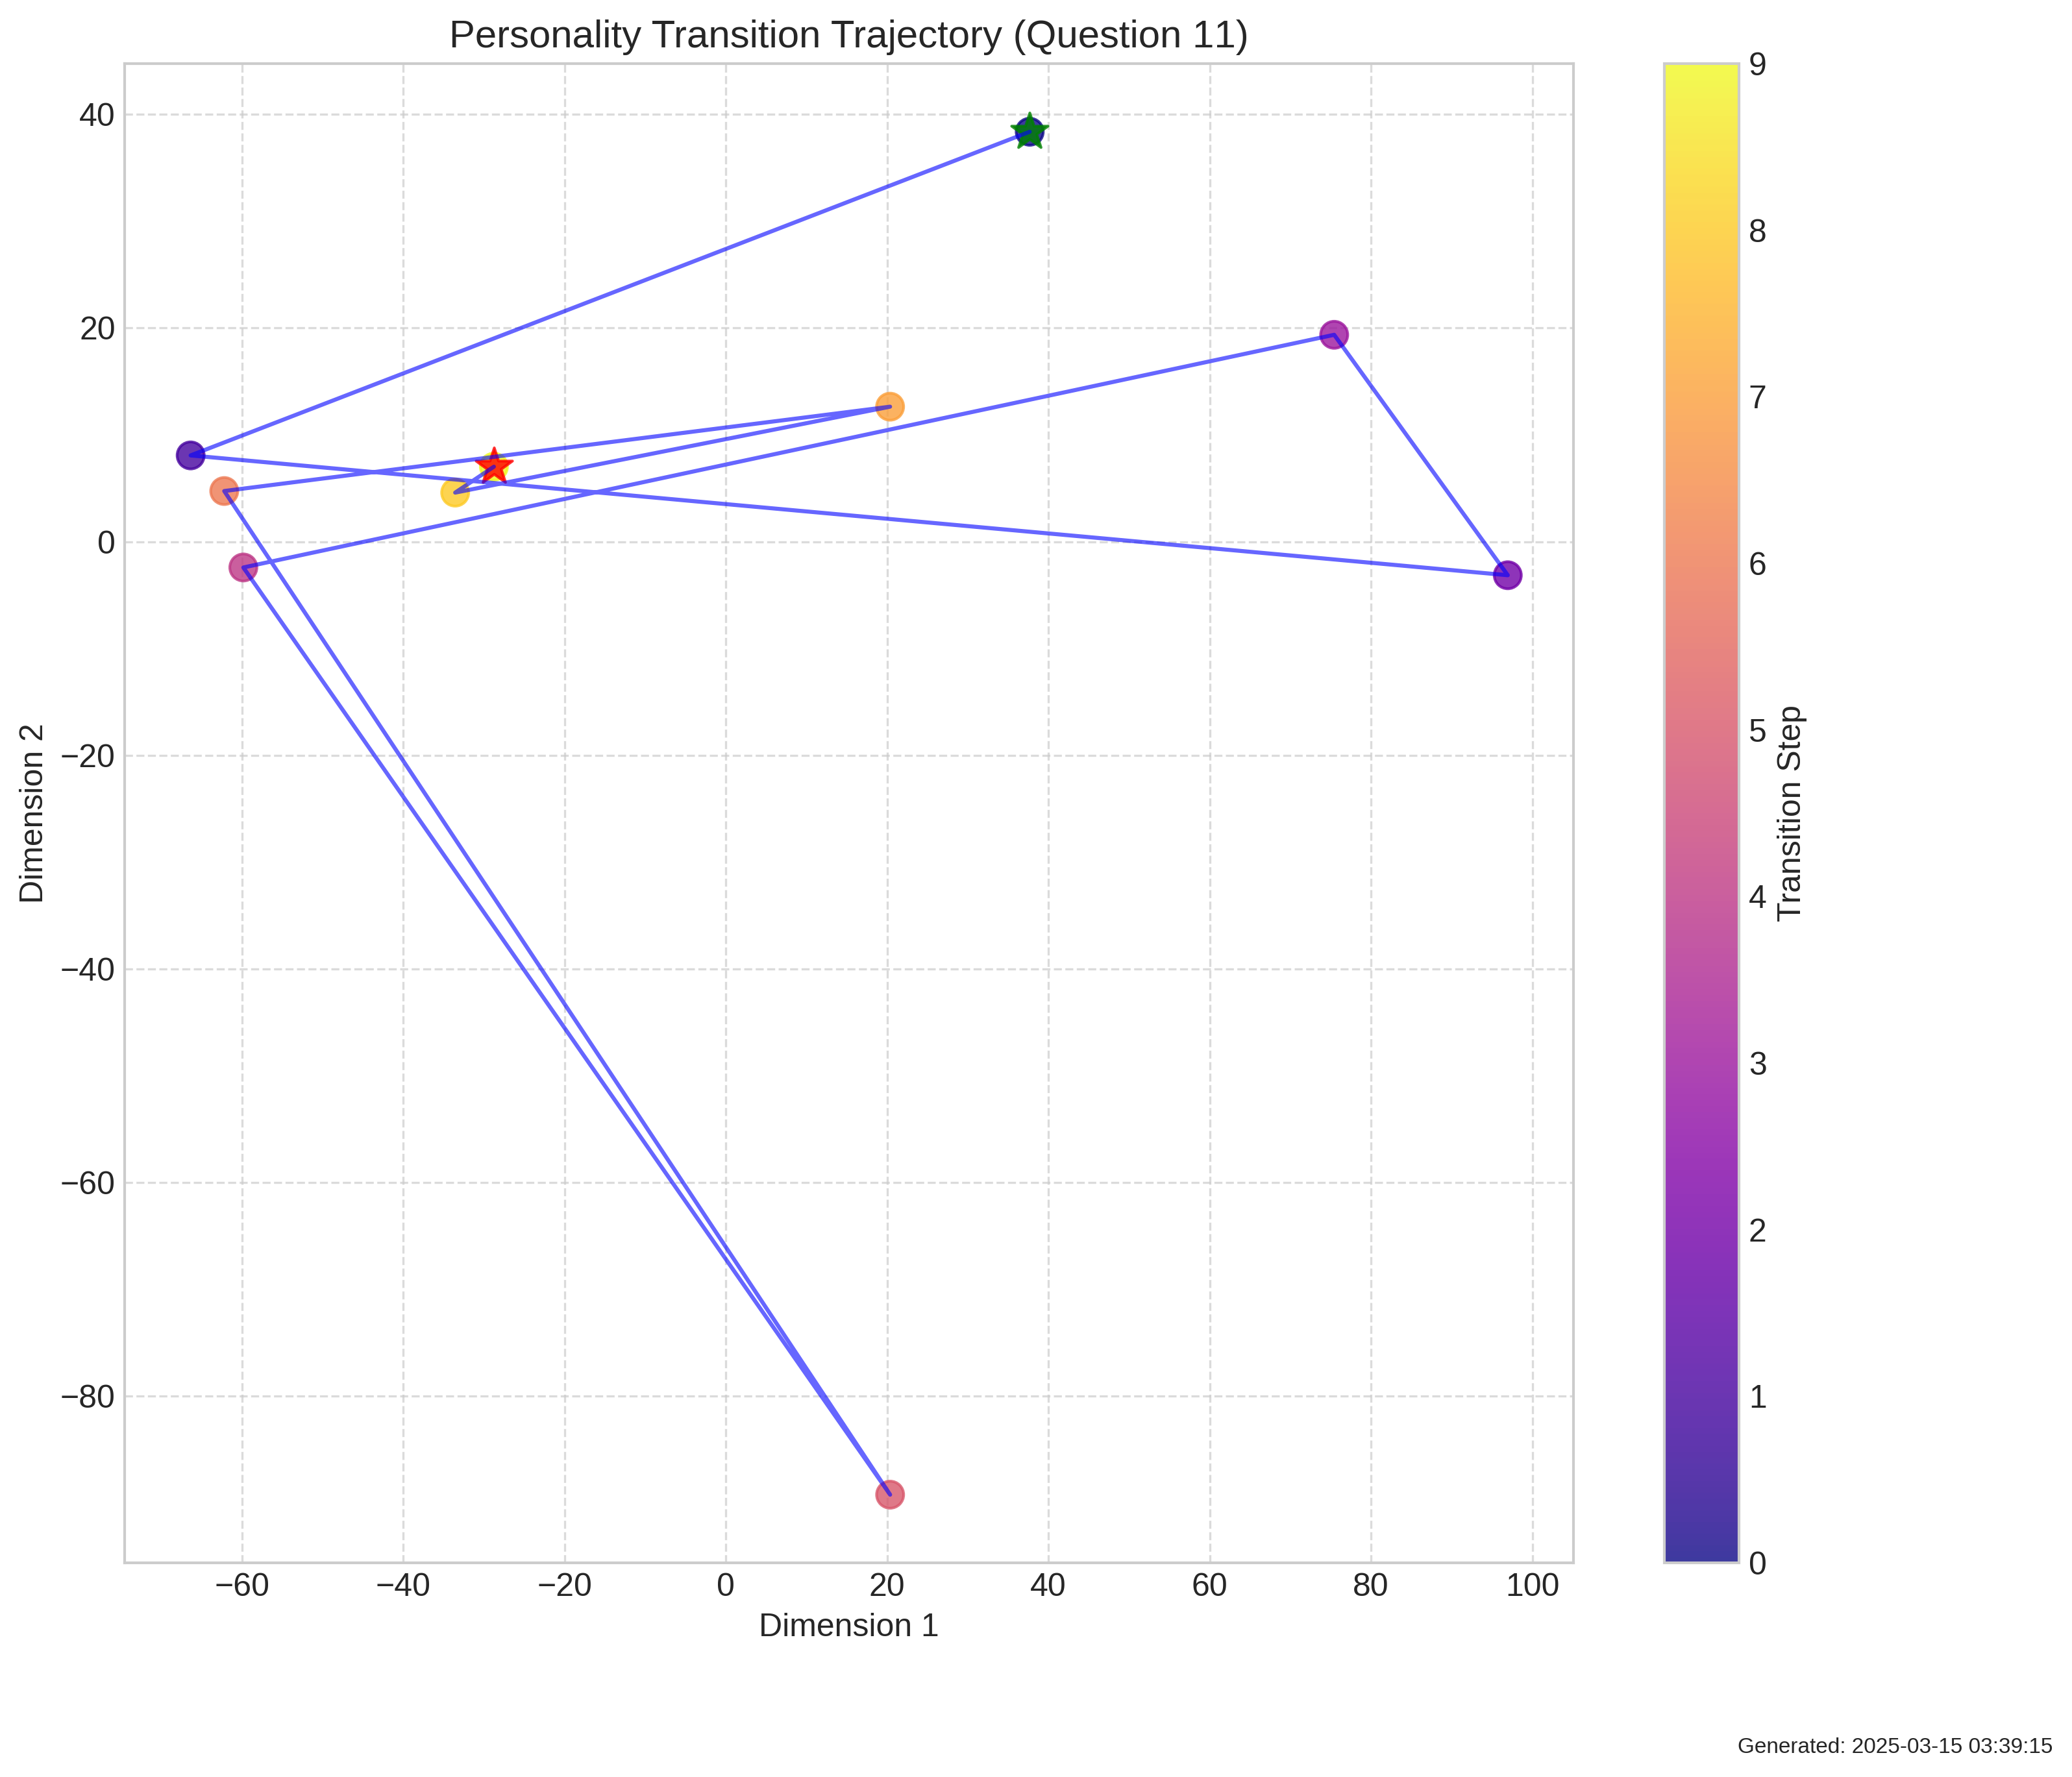 Personality Transition Trajectory (Question 11)
40
20
0
−20
−40
−60
−80
Dimension 2
−60 −40 −20 0 20 40 60 80 100
Dimension 1
9
8
7
6
5
4
3
2
1
0
Transition Step
Generated: 2025-03-15 03:39:15